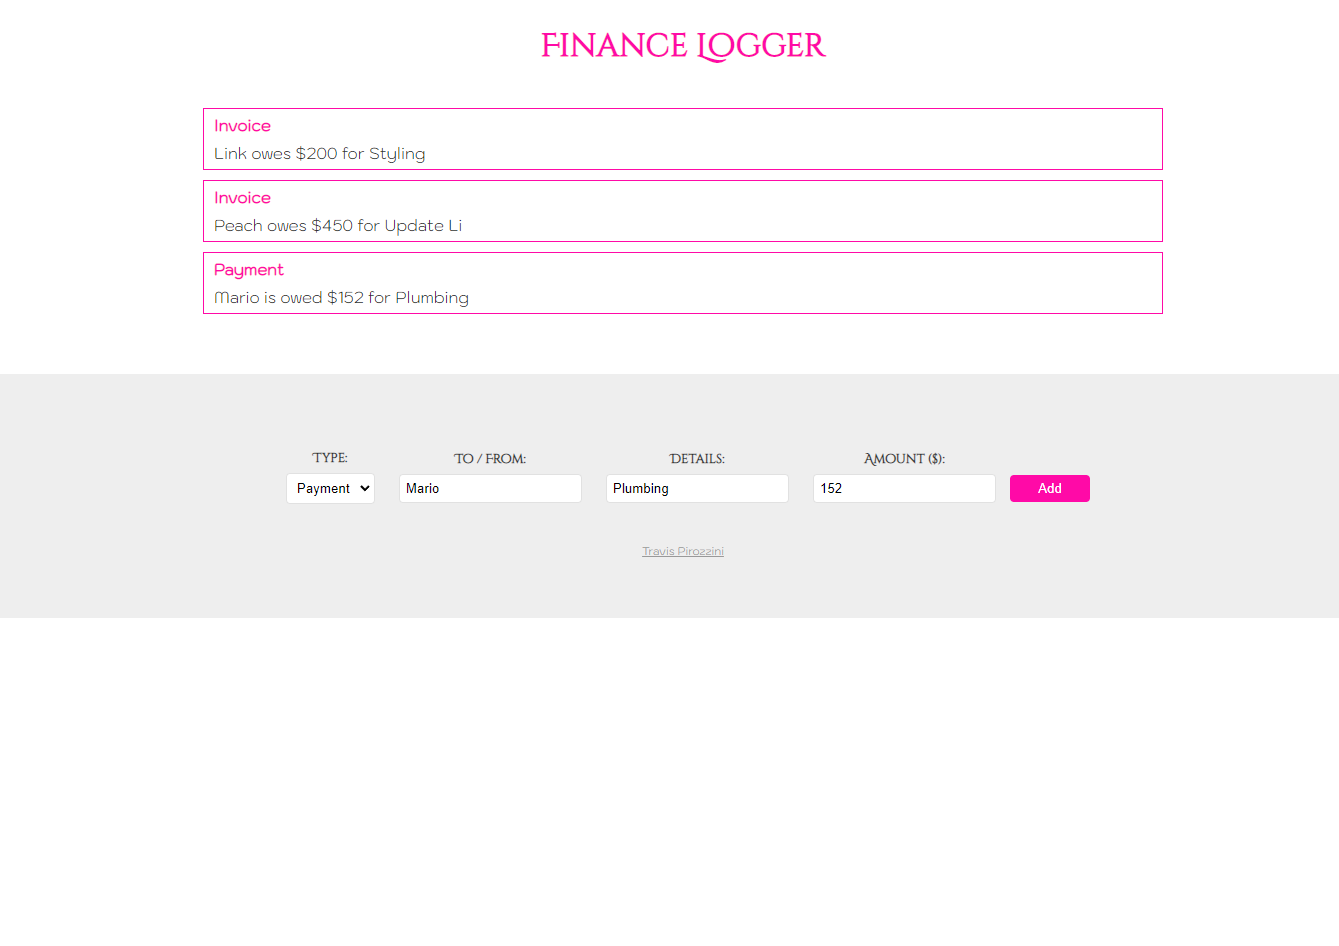 Finance Logger
Invoice
Link owes $200 for Styling
Invoice
Peach owes $450 for Update Li
Payment
Mario is owed $152 for Plumbing
Type: To / From: Details: Amount ($):
Payment Mario Plumbing 152 Add
Travis Pirozzini